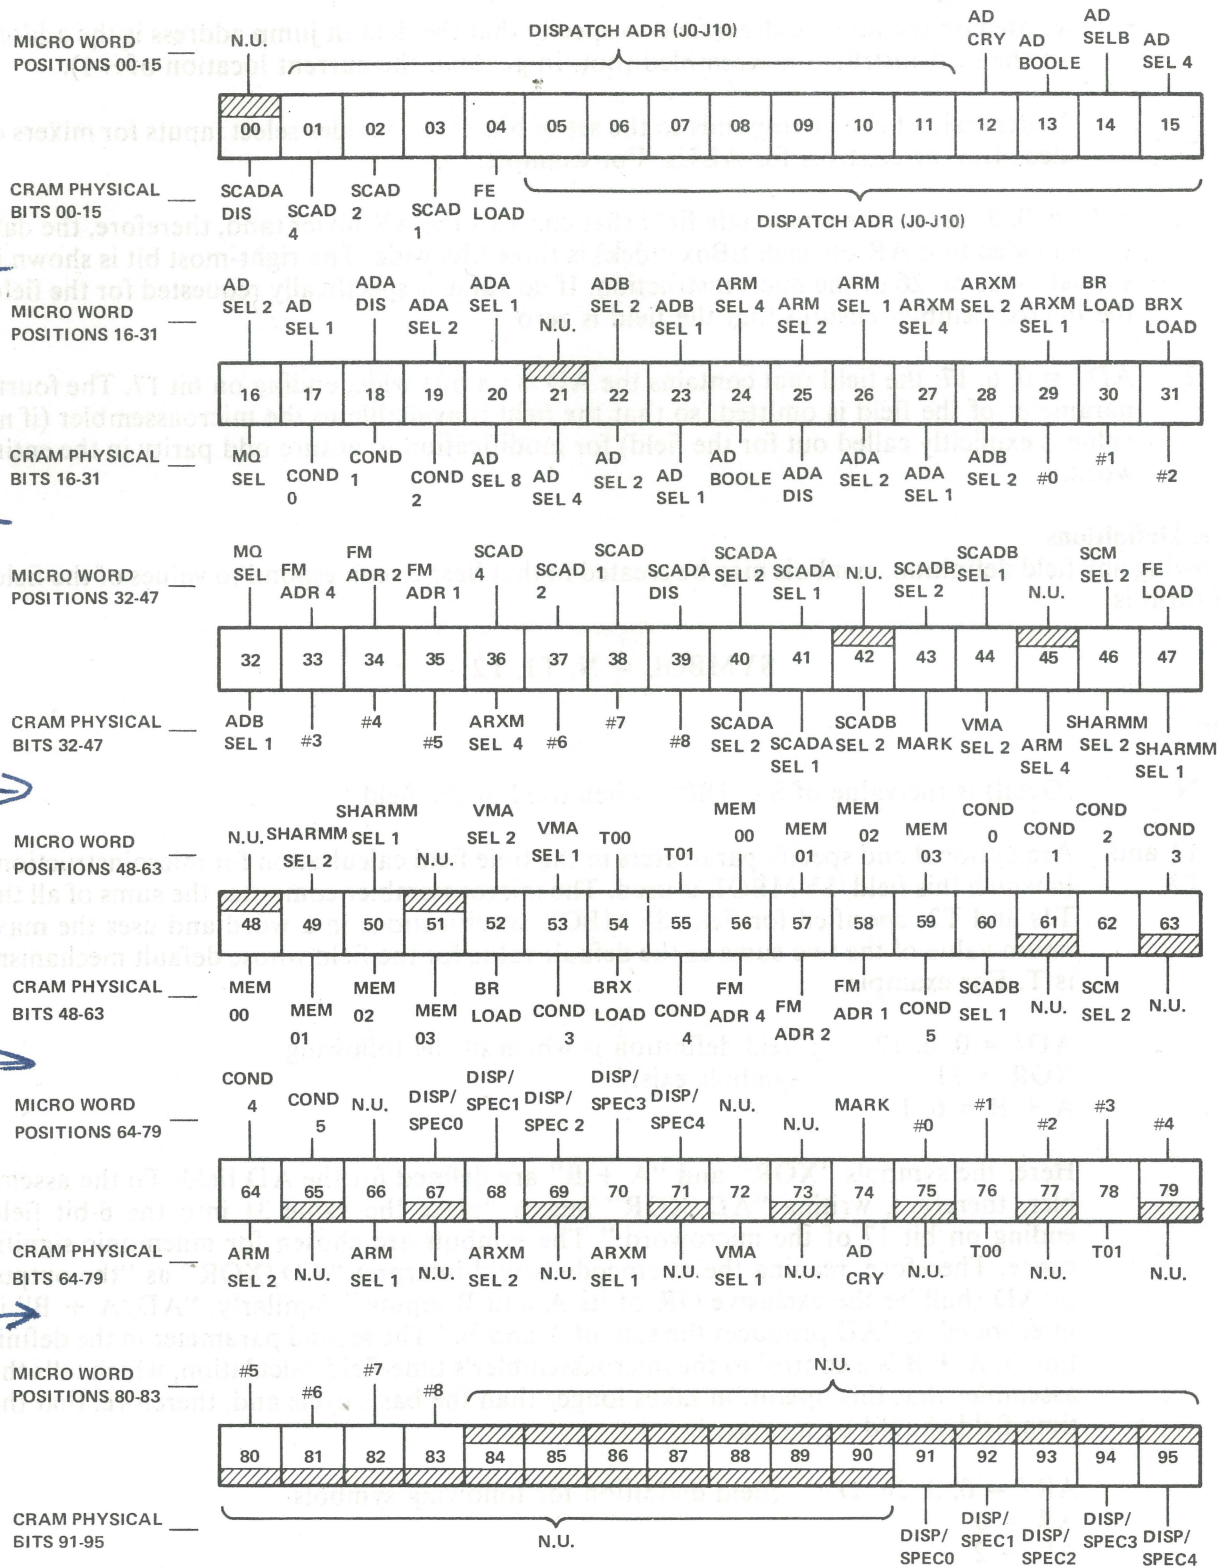 MICRO WORD POSITIONS 00-15
N.U.
DISPATCH ADR (J0-J10)
AD CRY
AD BOOLE
AD SELB
AD SEL 4
00 01 02 03 04 05 06 07 08 09 10 11 12 13 14 15
CRAM PHYSICAL BITS 00-15
SCADA DIS
SCAD 4
SCAD 2
SCAD 1
FE LOAD
DISPATCH ADR (J0-J10)
MICRO WORD POSITIONS 16-31
AD SEL 2
AD SEL 1
ADA DIS
ADA SEL 2
ADA SEL 1
N.U.
ADB SEL 2
ADB SEL 1
ARM SEL 4
ARM SEL 2
ARM SEL 1
ARXM SEL 4
ARXM SEL 2
ARXM SEL 1
BR LOAD
BRX LOAD
16 17 18 19 20 21 22 23 24 25 26 27 28 29 30 31
CRAM PHYSICAL BITS 16-31
MQ SEL
COND 0
COND 1
COND 2
AD SEL 8
AD SEL 4
AD SEL 2
AD SEL 1
AD BOOLE
ADA DIS
ADA SEL 2
ADA SEL 1
ADB SEL 2
#0
#1
#2
MICRO WORD POSITIONS 32-47
MQ SEL
FM ADR 4
FM ADR 2
FM ADR 1
SCAD 4
SCAD 2
SCAD 1
SCADA DIS
SCADA SEL 2
SCADA SEL 1
N.U.
SCADB SEL 2
SCADB SEL 1
N.U.
SCM SEL 2
FE LOAD
32 33 34 35 36 37 38 39 40 41 42 43 44 45 46 47
CRAM PHYSICAL BITS 32-47
ADB SEL 1
#3
#4
#5
ARXM SEL 4
#6
#7
#8
SCADA SEL 2
SCADA SEL 1
SCADB SEL 2
MARK
VMA SEL 2
ARM SEL 4
SHARMM SEL 2
SHARMM SEL 1
MICRO WORD POSITIONS 48-63
N.U.
SHARMM SEL 2
SHARMM SEL 1
N.U.
VMA SEL 2
VMA SEL 1
T00
T01
MEM 00
MEM 01
MEM 02
MEM 03
COND 0
COND 1
COND 2
COND 3
48 49 50 51 52 53 54 55 56 57 58 59 60 61 62 63
CRAM PHYSICAL BITS 48-63
MEM 00
MEM 01
MEM 02
MEM 03
BR LOAD
COND 3
BRX LOAD
COND 4
FM ADR 4
FM ADR 2
FM ADR 1
COND 5
SCADB SEL 1
N.U.
SCM SEL 2
N.U.
MICRO WORD POSITIONS 64-79
COND 4
COND 5
N.U.
DISP/ SPEC0
DISP/ SPEC1
DISP/ SPEC 2
DISP/ SPEC3
DISP/ SPEC4
N.U.
N.U.
MARK
#0
#1
#2
#3
#4
64 65 66 67 68 69 70 71 72 73 74 75 76 77 78 79
CRAM PHYSICAL BITS 64-79
ARM SEL 2
N.U.
ARM SEL 1
N.U.
ARXM SEL 2
N.U.
ARXM SEL 1
N.U.
VMA SEL 1
N.U.
AD CRY
N.U.
T00
N.U.
T01
N.U.
MICRO WORD POSITIONS 80-83
#5
#6
#7
#8
N.U.
80 81 82 83 84 85 86 87 88 89 90 91 92 93 94 95
CRAM PHYSICAL BITS 91-95
N.U.
DISP/ SPEC0
DISP/ SPEC1
DISP/ SPEC2
DISP/ SPEC3
DISP/ SPEC4